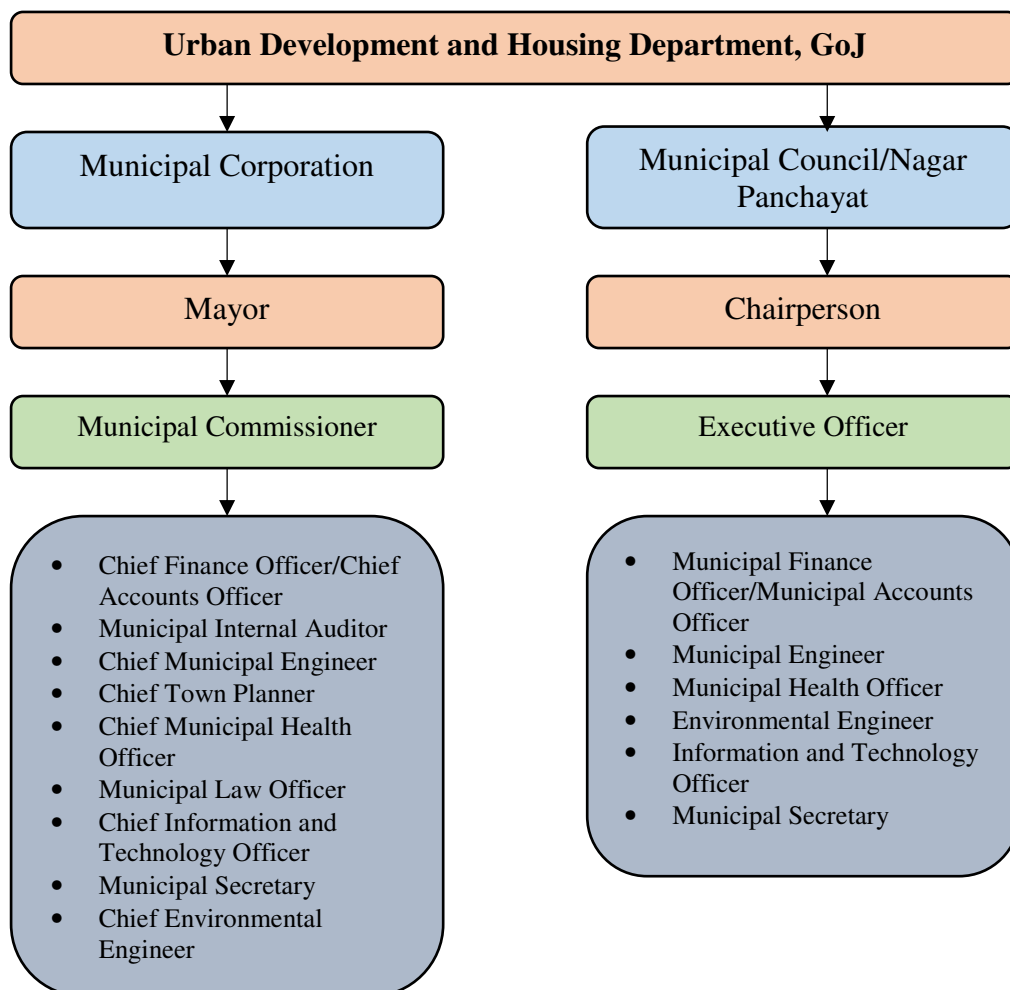 Urban Development and Housing Department, GoJ
Municipal Corporation
Mayor
Municipal Commissioner
• Chief Finance Officer/Chief
Accounts Officer
• Municipal Internal Auditor
• Chief Municipal Engineer
• Chief Town Planner
• Chief Municipal Health
Officer
• Municipal Law Officer
• Chief Information and
Technology Officer
• Municipal Secretary
• Chief Environmental
Engineer
Municipal Council/Nagar
Panchayat
Chairperson
Executive Officer
• Municipal Finance
Officer/Municipal Accounts
Officer
• Municipal Engineer
• Municipal Health Officer
• Environmental Engineer
• Information and Technology
Officer
• Municipal Secretary